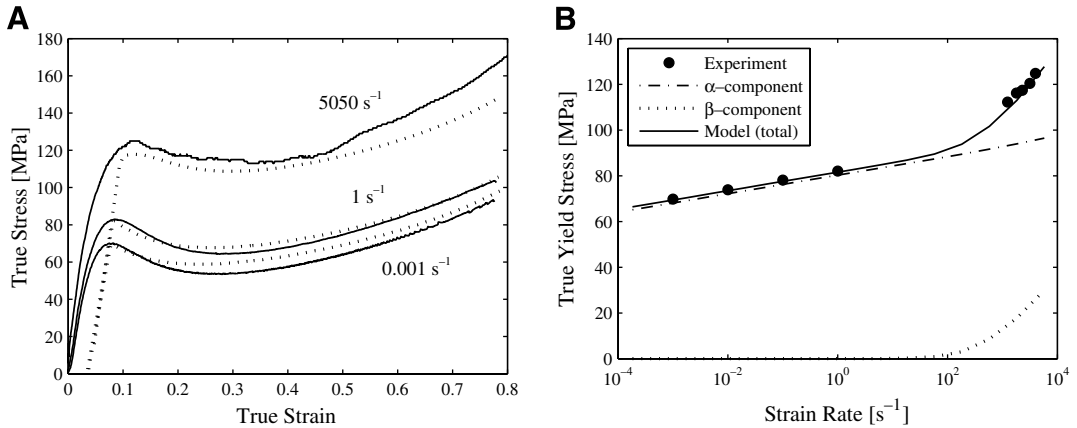 A
180
160
140
120
100
80
60
40
20
0
0
0.1
0.2
0.3
0.4
0.5
0.6
0.7
0.8
True Stress [MPa]
True Strain
5050 s⁻¹
1 s⁻¹
0.001 s⁻¹
B
140
120
100
80
60
40
20
0
10⁻⁴
10⁻²
10⁰
10²
10⁴
True Yield Stress [MPa]
Strain Rate [s⁻¹]
Experiment
α–component
β–component
Model (total)